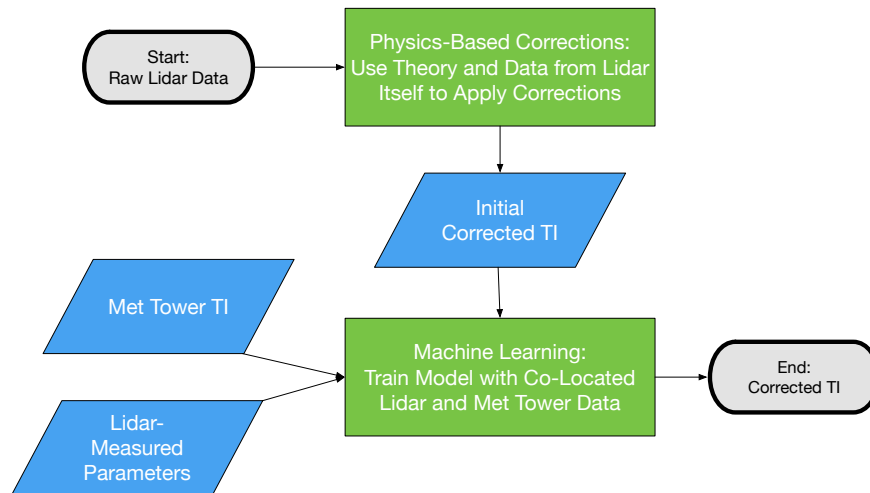 Start:
Raw Lidar Data
Physics-Based Corrections:
Use Theory and Data from Lidar
Itself to Apply Corrections
Initial
Corrected TI
Met Tower TI
Machine Learning:
Train Model with Co-Located
Lidar and Met Tower Data
End:
Corrected TI
Lidar-
Measured
Parameters